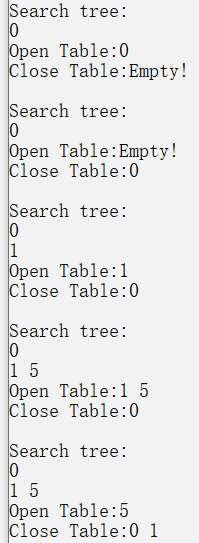 Search tree:
0
Open Table:0
Close Table:Empty!
Search tree:
0
Open Table:Empty!
Close Table:0
Search tree:
0
1
Open Table:1
Close Table:0
Search tree:
0
1 5
Open Table:1 5
Close Table:0
Search tree:
0
1 5
Open Table:5
Close Table:0 1